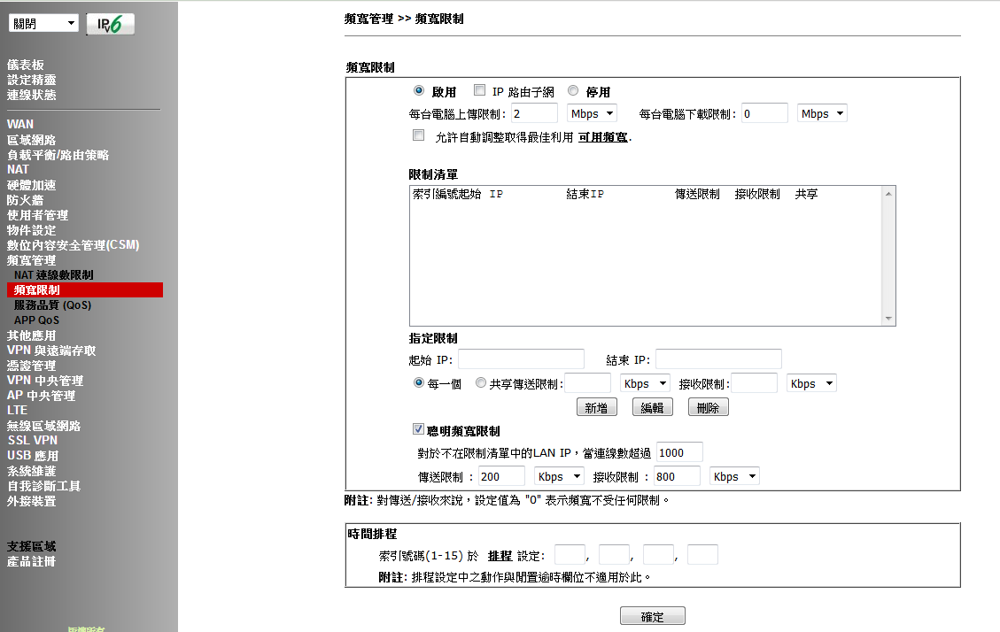 關閉 IPv6
儀表板
設定精靈
連線狀態
WAN
區域網路
負載平衡/路由策略
NAT
硬體加速
防火牆
使用者管理
物件設定
數位內容安全管理(CSM)
頻寬管理
NAT 連線數限制
頻寬限制
服務品質 (QoS)
APP QoS
其他應用
VPN 與遠端存取
憑證管理
VPN 中央管理
AP 中央管理
LTE
無線區域網路
SSL VPN
USB 應用
系統維護
自我診斷工具
外接裝置
支援區域
產品註冊
版權所有
頻寬管理 >> 頻寬限制
頻寬限制
啟用 IP 路由子網 停用
每台電腦上傳限制: 2 Mbps 每台電腦下載限制: 0 Mbps
允許自動調整取得最佳利用 可用頻寬.
限制清單
索引編號起始 IP 結束IP 傳送限制 接收限制 共享
指定限制
起始 IP: 結束 IP:
每一個 共享傳送限制: Kbps 接收限制: Kbps
新增 編輯 刪除
聰明頻寬限制
對於不在限制清單中的LAN IP，當連線數超過 1000
傳送限制 : 200 Kbps 接收限制 : 800 Kbps
附註: 對傳送/接收來說，設定值為 "0" 表示頻寬不受任何限制。
時間排程
索引號碼(1-15) 於 排程 設定: , , ,
附註: 排程設定中之動作與閒置逾時欄位不適用於此。
確定